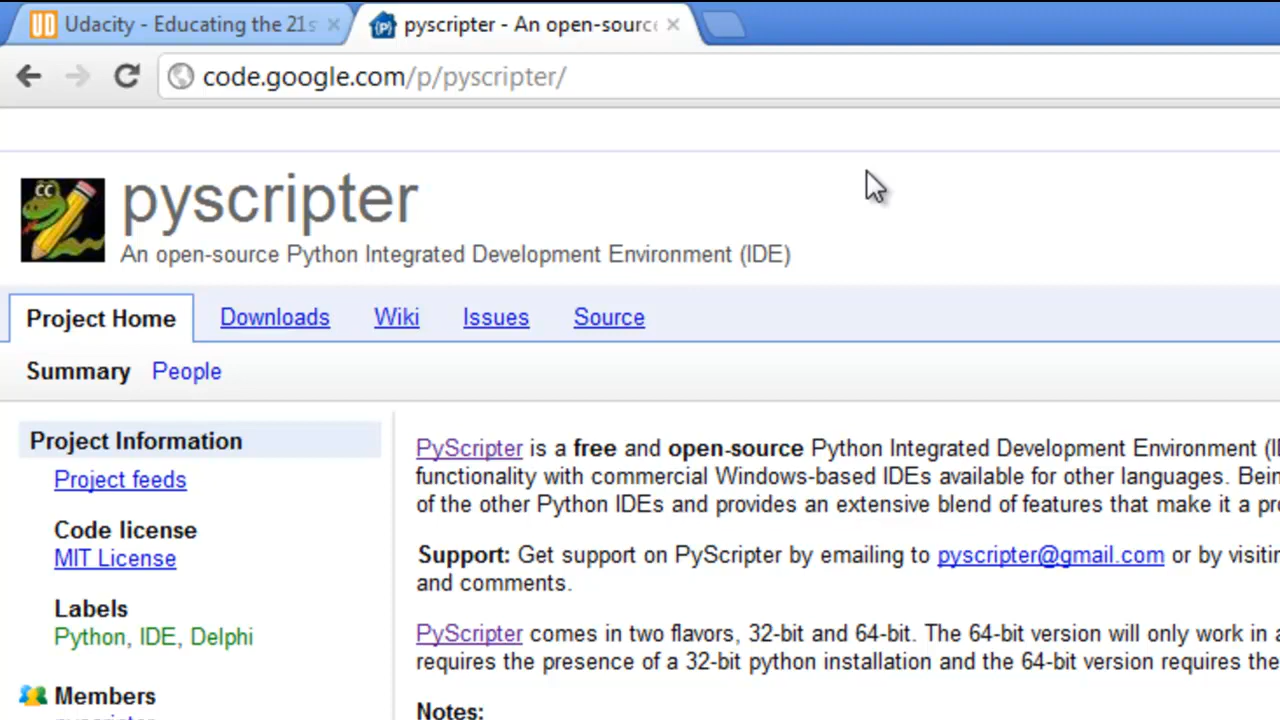 Udacity - Educating the 21s
pyscripter - An open-source
code.google.com/p/pyscripter/
pyscripter
An open-source Python Integrated Development Environment (IDE)
Project Home Downloads Wiki Issues Source
Summary People
Project Information
Project feeds
Code license
MIT License
Labels
Python, IDE, Delphi
Members
PyScripter is a free and open-source Python Integrated Development Environment (I
functionality with commercial Windows-based IDEs available for other languages. Bein
of the other Python IDEs and provides an extensive blend of features that make it a pr
Support: Get support on PyScripter by emailing to pyscripter@gmail.com or by visitin
and comments.
PyScripter comes in two flavors, 32-bit and 64-bit. The 64-bit version will only work in a
requires the presence of a 32-bit python installation and the 64-bit version requires the
Notes: